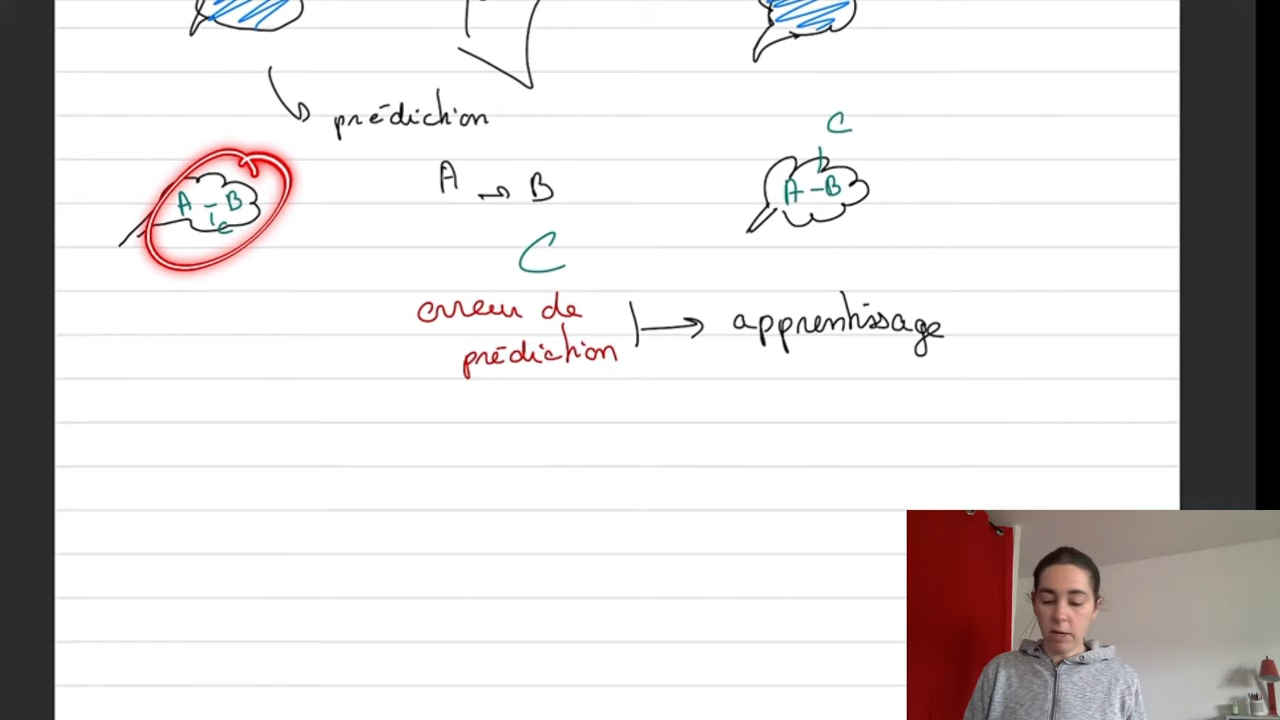 prédiction
C
A → B
A - B
A - B
C
C
erreur de
prédiction → apprentissage